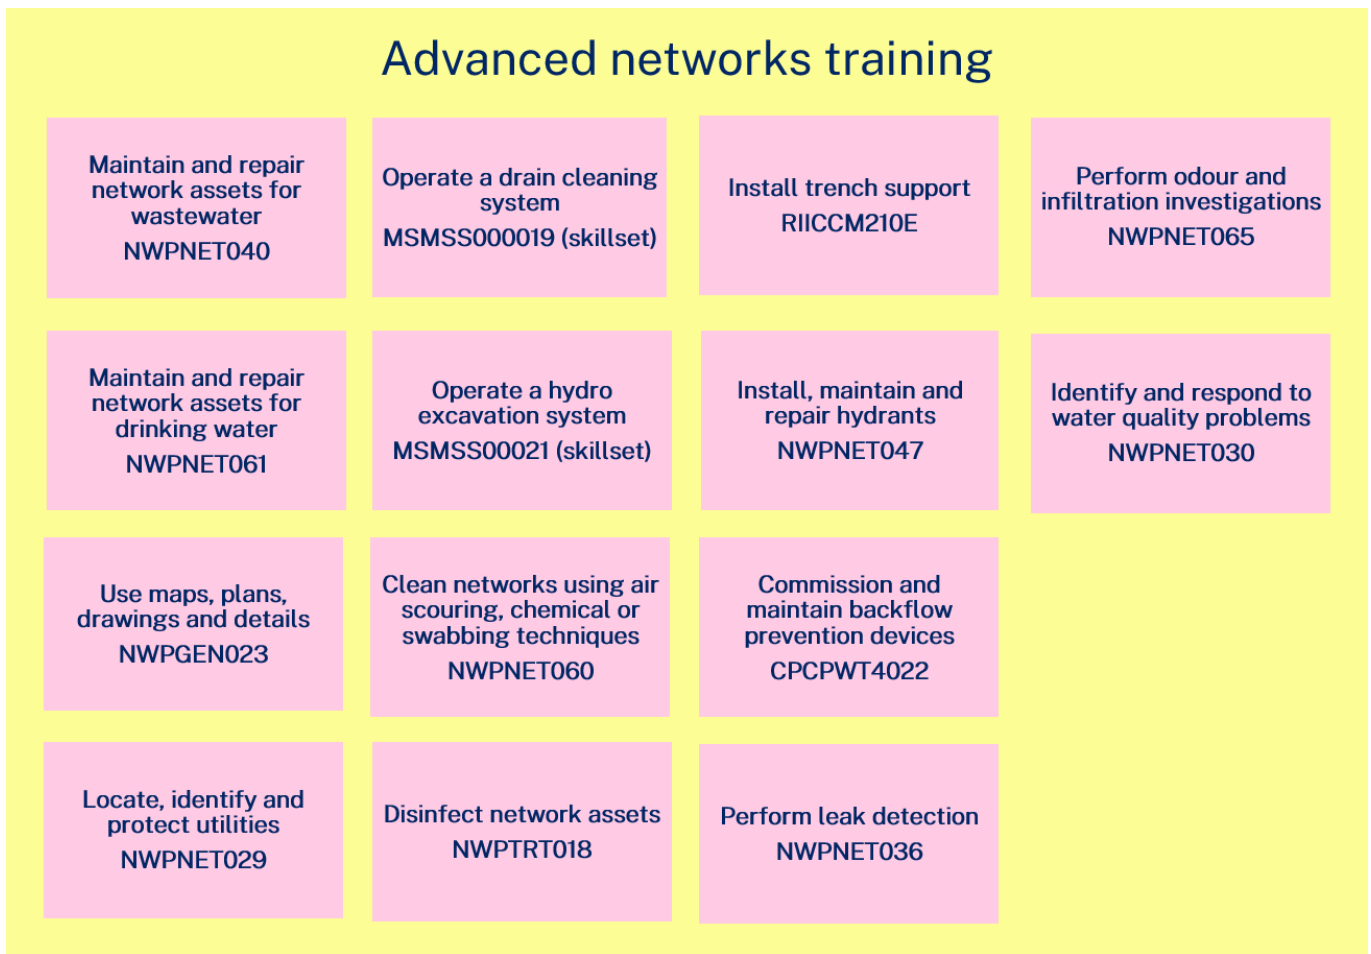 Advanced networks training
Maintain and repair
network assets for
wastewater
NWPNET040
Operate a drain cleaning
system
MSMSS000019 (skillset)
Install trench support
RIICCM210E
Perform odour and
infiltration investigations
NWPNET065
Maintain and repair
network assets for
drinking water
NWPNET061
Operate a hydro
excavation system
MSMSS00021 (skillset)
Install, maintain and
repair hydrants
NWPNET047
Identify and respond to
water quality problems
NWPNET030
Use maps, plans,
drawings and details
NWPGEN023
Clean networks using air
scouring, chemical or
swabbing techniques
NWPNET060
Commission and
maintain backflow
prevention devices
CPCPWT4022
Locate, identify and
protect utilities
NWPNET029
Disinfect network assets
NWPTRT018
Perform leak detection
NWPNET036